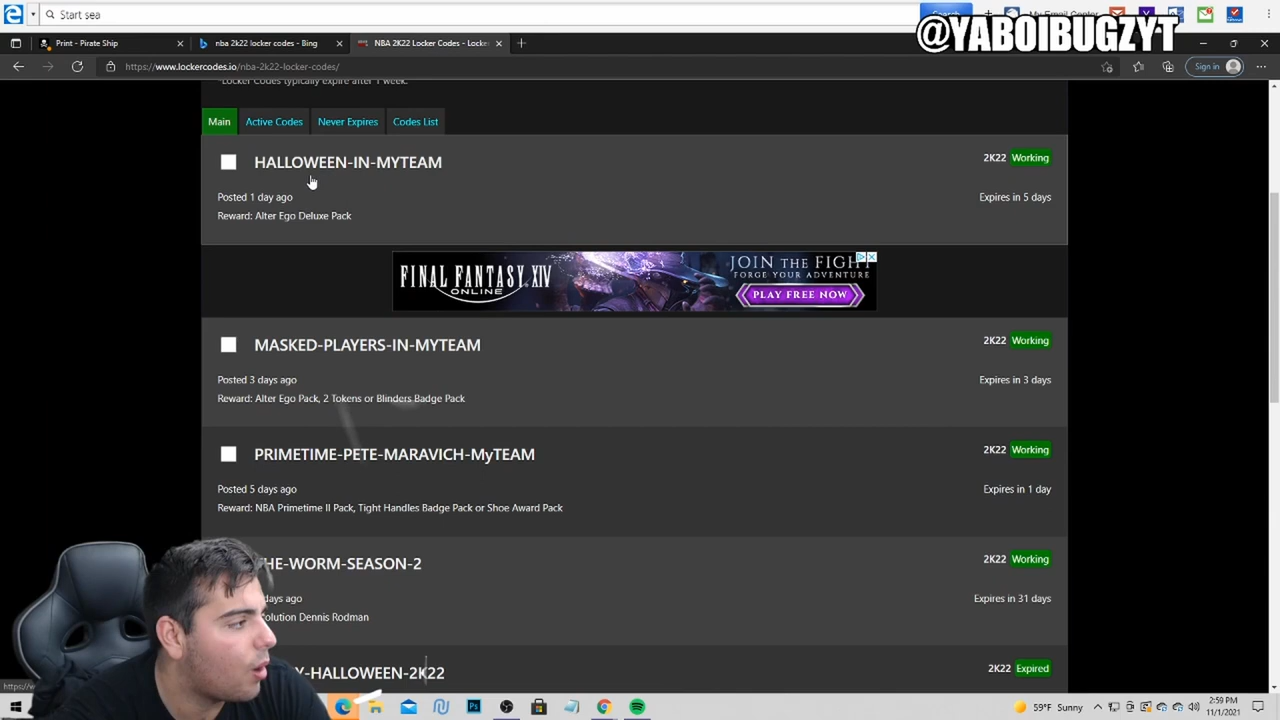 Start sea
Search
My Email Center
@YABOIBUGZYT
Print - Pirate Ship
nba 2k22 locker codes - Bing
NBA 2K22 Locker Codes - Locker
https://www.lockercodes.io/nba-2k22-locker-codes/
Sign in
*Locker Codes typically expire after 1 week.
Main
Active Codes
Never Expires
Codes List
HALLOWEEN-IN-MYTEAM
2K22 Working
Posted 1 day ago
Expires in 5 days
Reward: Alter Ego Deluxe Pack
FINAL FANTASY XIV
ONLINE
JOIN THE FIGHT
FORGE YOUR ADVENTURE
PLAY FREE NOW
MASKED-PLAYERS-IN-MYTEAM
2K22 Working
Posted 3 days ago
Expires in 3 days
Reward: Alter Ego Pack, 2 Tokens or Blinders Badge Pack
PRIMETIME-PETE-MARAVICH-MyTEAM
2K22 Working
Posted 5 days ago
Expires in 1 day
Reward: NBA Primetime II Pack, Tight Handles Badge Pack or Shoe Award Pack
HE-WORM-SEASON-2
2K22 Working
days ago
Expires in 31 days
olution Dennis Rodman
Y-HALLOWEEN-2K22
2K22 Expired
59°F Sunny
2:59 PM
11/1/2021